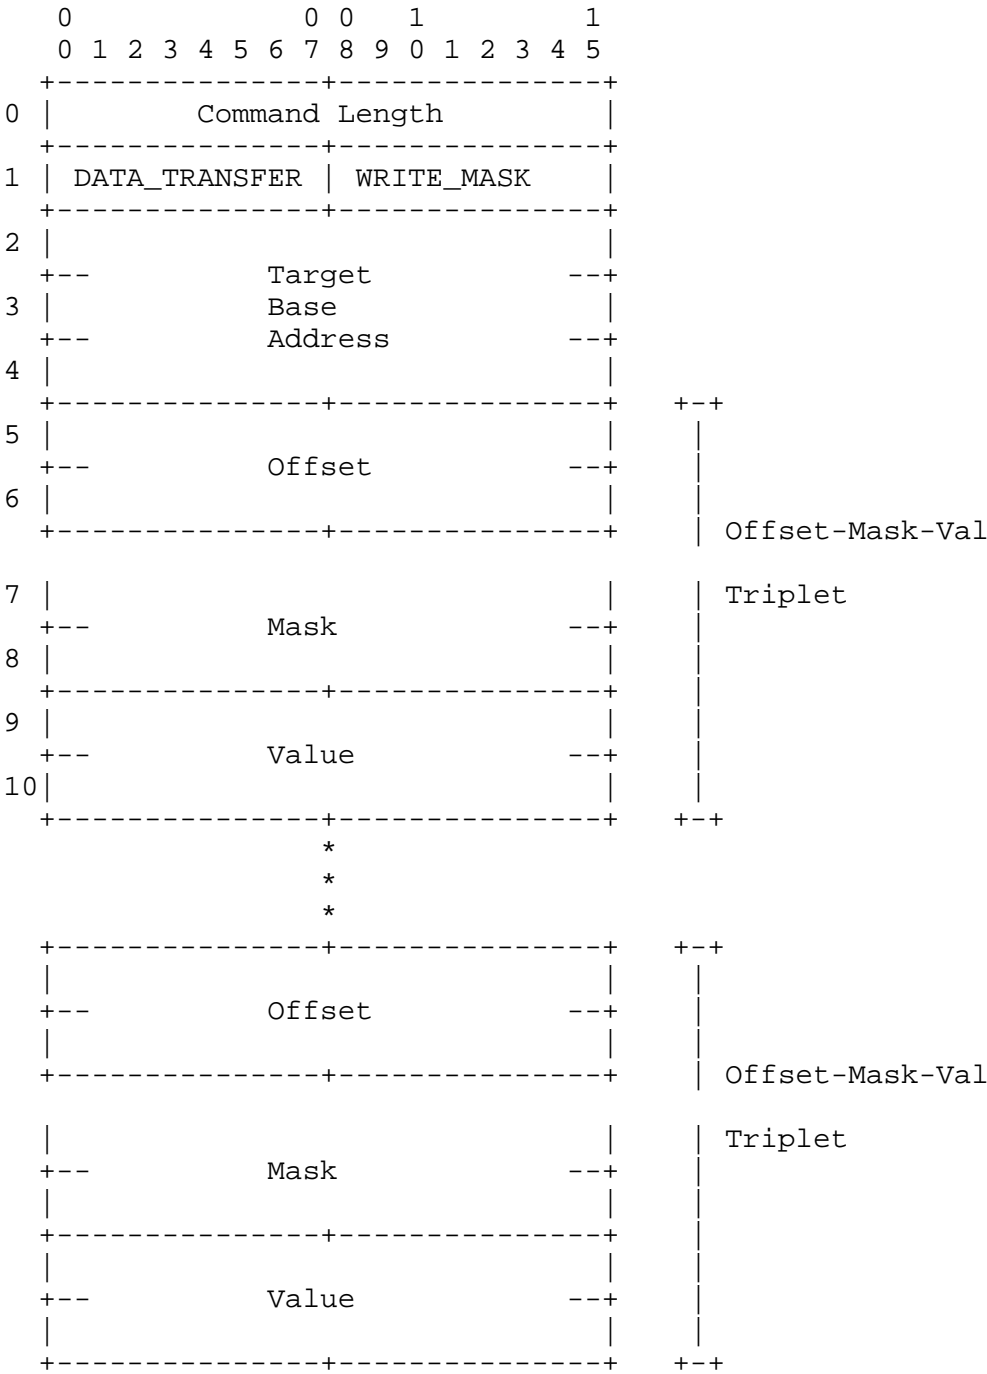 0 0 0 1 1
0 1 2 3 4 5 6 7 8 9 0 1 2 3 4 5
+---------------+---------------+
0 | Command Length |
+---------------+---------------+
1 | DATA_TRANSFER | WRITE_MASK |
+---------------+---------------+
2 | |
+-- Target --+
3 | Base |
+-- Address --+
4 | |
+---------------+---------------+ +-+
5 | | |
+-- Offset --+ |
6 | | |
+---------------+---------------+ | Offset-Mask-Val
7 | | | Triplet
+-- Mask --+ |
8 | | |
+---------------+---------------+ |
9 | | |
+-- Value --+ |
10| | |
+---------------+---------------+ +-+
*
*
*
+---------------+---------------+ +-+
| | |
+-- Offset --+ |
| | |
+---------------+---------------+ | Offset-Mask-Val
| | | Triplet
+-- Mask --+ |
| | |
+---------------+---------------+ |
| | |
+-- Value --+ |
| | |
+---------------+---------------+ +-+